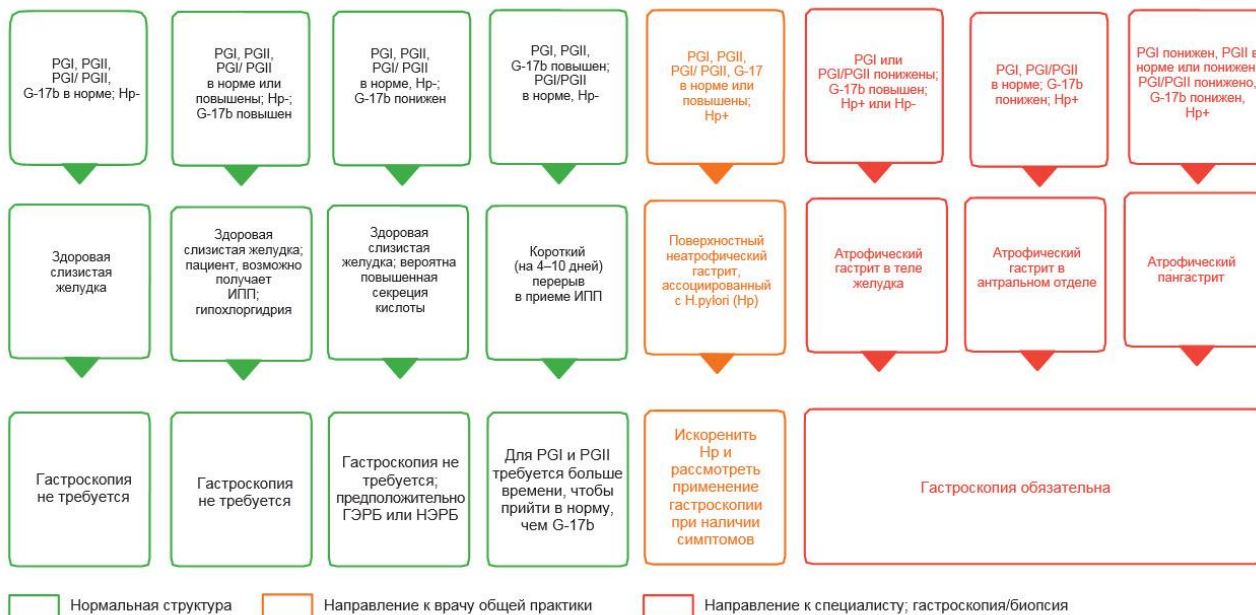 PGI, PGII,
PGI/ PGII,
G-17b в норме; Hp-
PGI, PGII,
PGI/ PGII
в норме или
повышены; Hp-;
G-17b повышен
PGI, PGII,
PGI/ PGII
в норме, Hp-;
G-17b понижен
PGI, PGII,
G-17b повышен;
PGI/PGII
в норме, Hp-
PGI, PGII,
PGI/ PGII, G-17
в норме или
повышены;
Hp+
PGI или
PGI/PGII понижены;
G-17b повышен;
Hp+ или Hp-
PGI, PGI/PGII
в норме; G-17b
понижен; Hp+
PGI понижен, PGII в
норме или понижен,
PGI/PGII понижено,
G-17b понижен,
Hp+
Здоровая
слизистая
желудка
Здоровая
слизистая желудка;
пациент, возможно
получает
ИПП;
гипохлоргидрия
Здоровая
слизистая
желудка; вероятна
повышенная
секреция
кислоты
Короткий
(на 4–10 дней)
перерыв
в приеме ИПП
Поверхностный
неатрофический
гастрит,
ассоциированный
с H.pylori (Hp)
Атрофический
гастрит в теле
желудка
Атрофический
гастрит в
антральном отделе
Атрофический
пангастрит
Гастроскопия
не требуется
Гастроскопия
не требуется
Гастроскопия не
требуется;
предположительно
ГЭРБ или НЭРБ
Для PGI и PGII
требуется больше
времени, чтобы
прийти в норму,
чем G-17b
Искоренить
Hp и
рассмотреть
применение
гастроскопии
при наличии
симптомов
Гастроскопия обязательна
Нормальная структура
Направление к врачу общей практики
Направление к специалисту; гастроскопия/биопсия